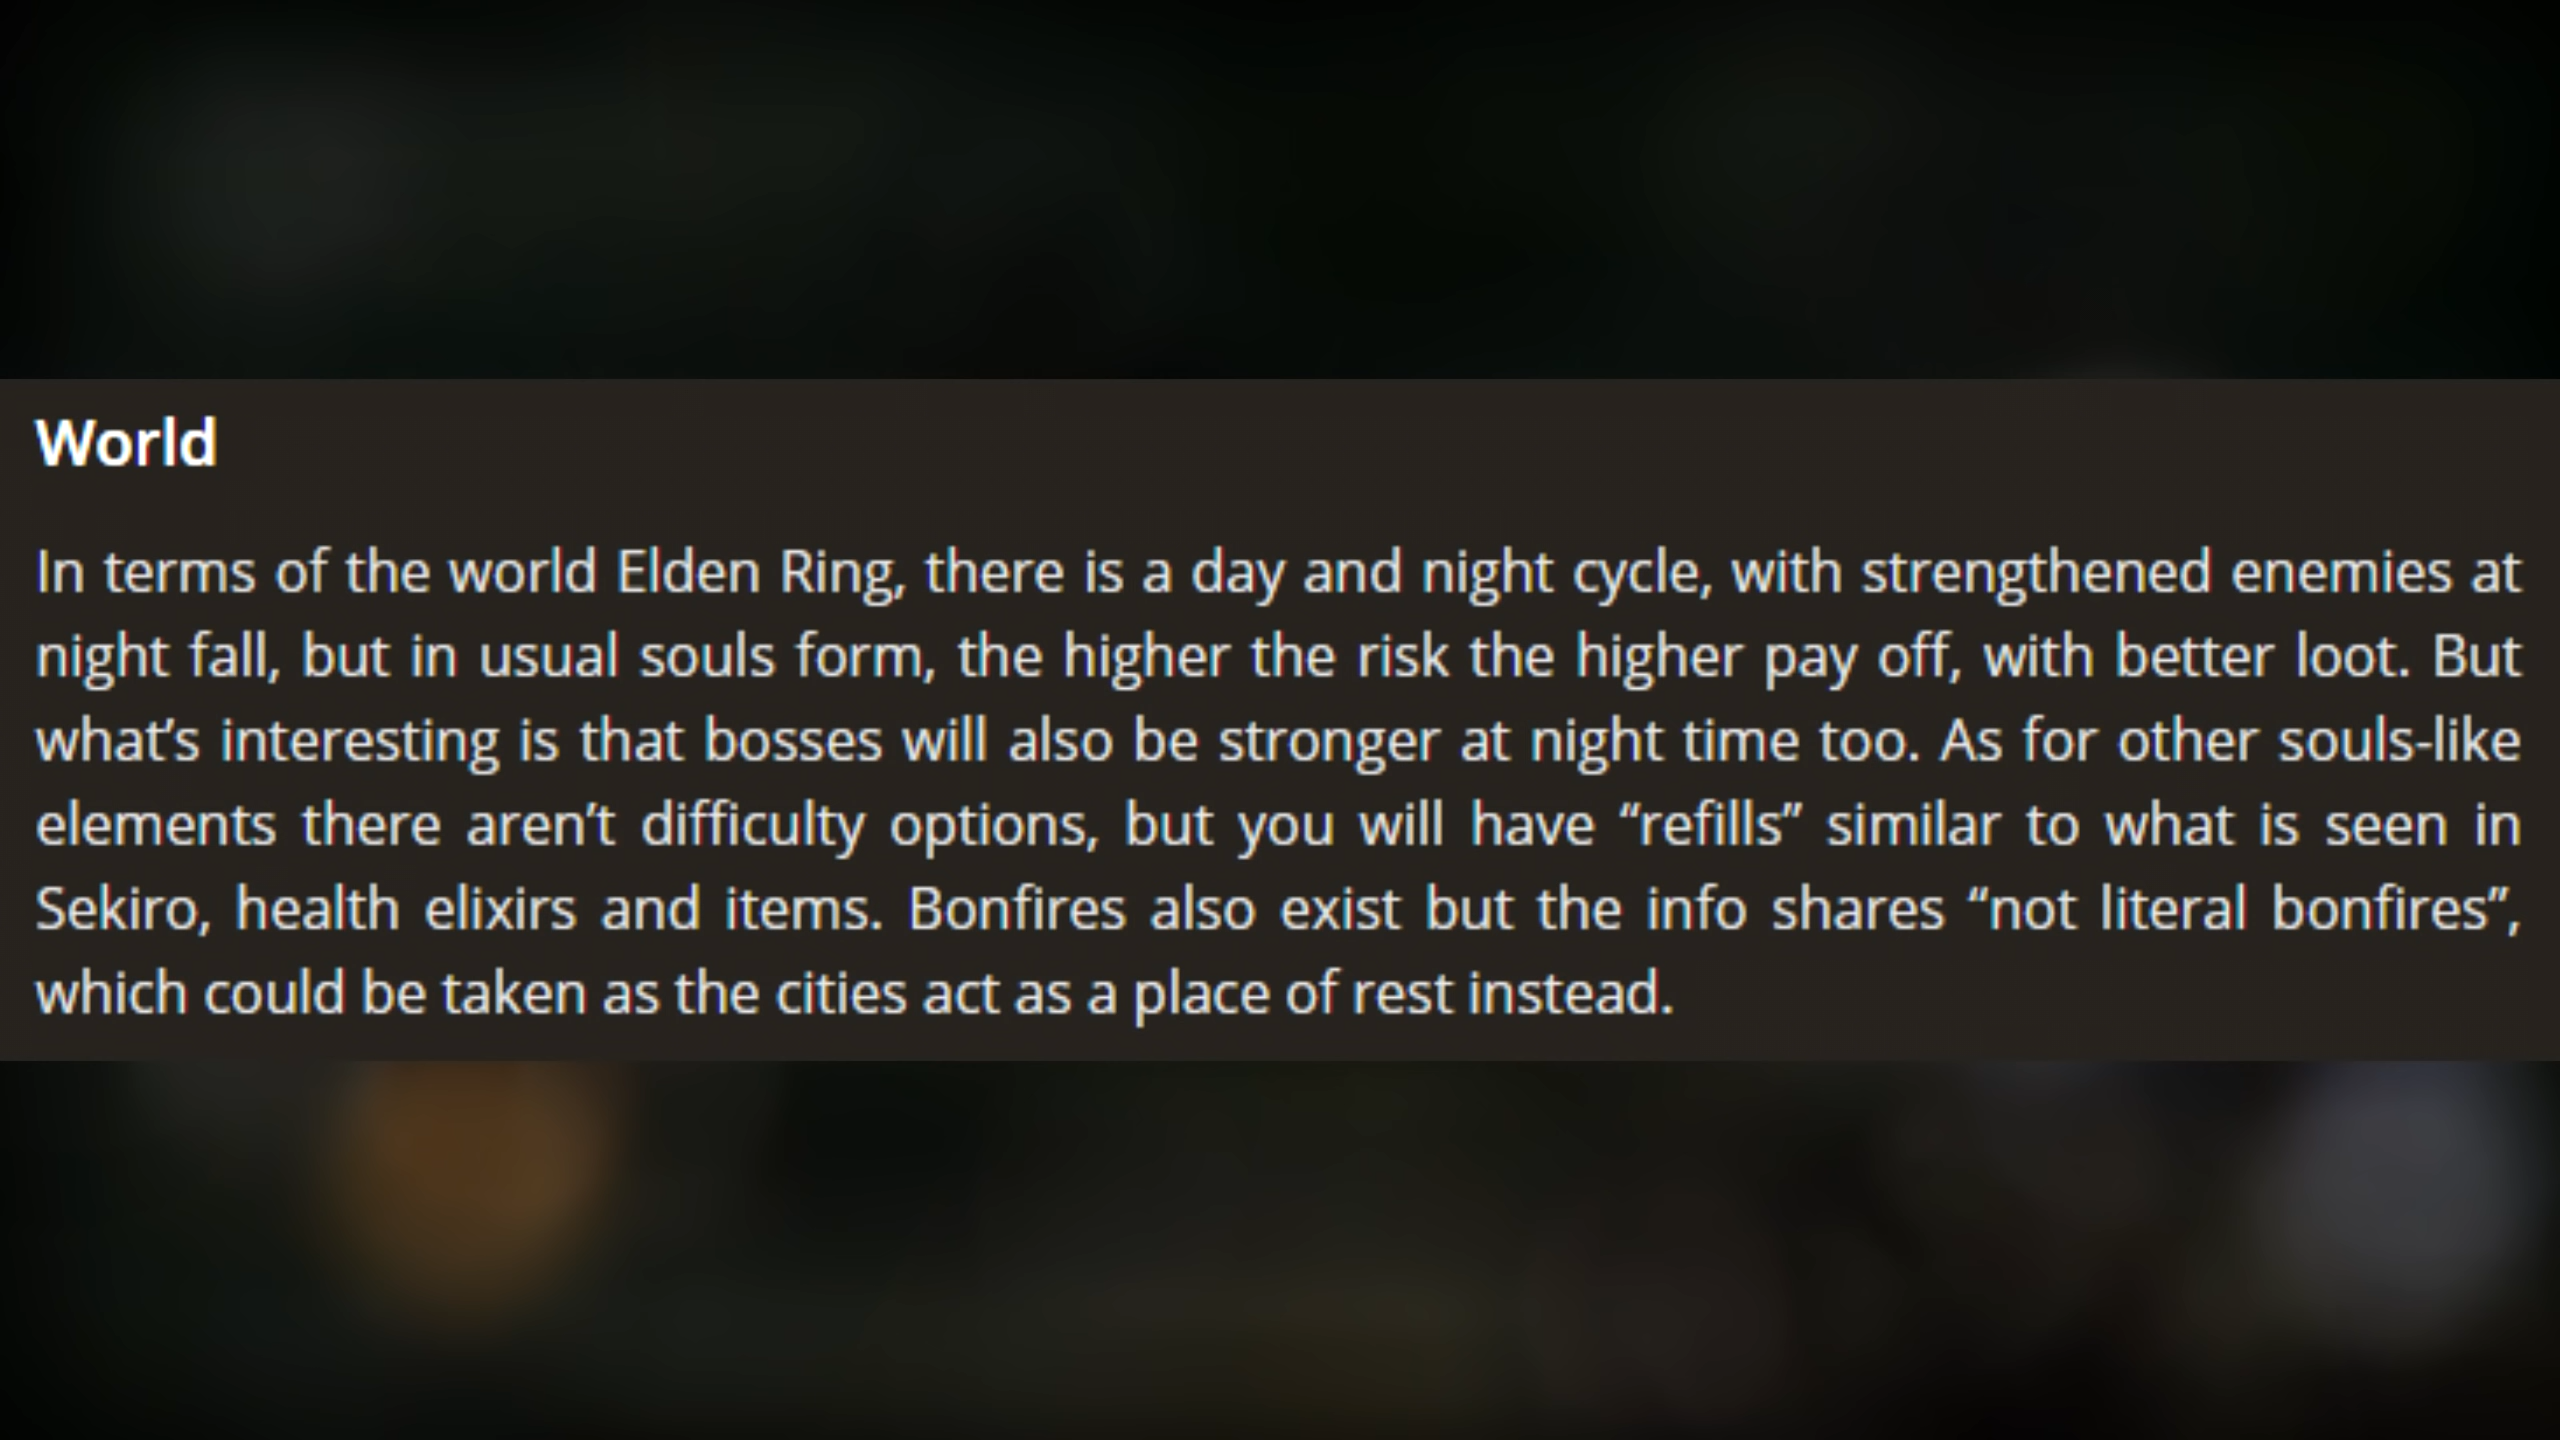 World
In terms of the world Elden Ring, there is a day and night cycle, with strengthened enemies at
night fall, but in usual souls form, the higher the risk the higher pay off, with better loot. But
what’s interesting is that bosses will also be stronger at night time too. As for other souls-like
elements there aren’t difficulty options, but you will have “refills” similar to what is seen in
Sekiro, health elixirs and items. Bonfires also exist but the info shares “not literal bonfires”,
which could be taken as the cities act as a place of rest instead.